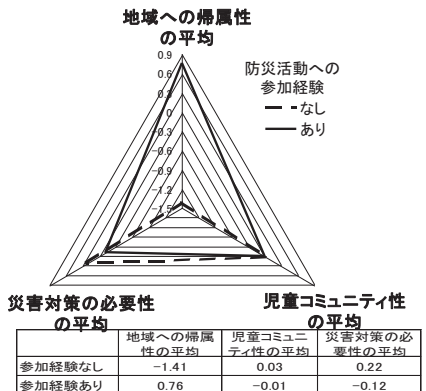 地域への帰属性
の平均
防災活動への
参加経験
なし
あり
0.9
0.6
0.3
0
-0.3
-0.6
-0.9
-1.2
-1.5
災害対策の必要性
の平均
児童コミュニティ性
の平均
地域への帰属 児童コミュニ 災害対策の必
性の平均 ティ性の平均 要性の平均
参加経験なし -1.41 0.03 0.22
参加経験あり 0.76 -0.01 -0.12